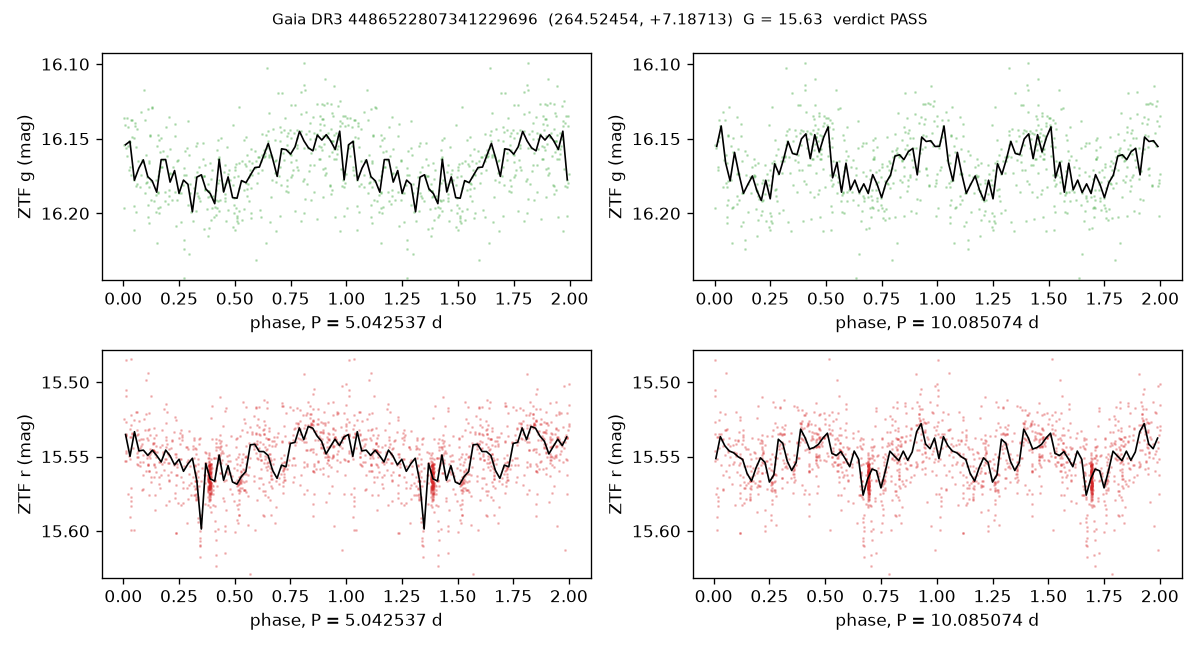 Gaia DR3 4486522807341229696 (264.52454, +7.18713) G = 15.63 verdict PASS
16.10
16.15
16.20
ZTF g (mag)
0.00 0.25 0.50 0.75 1.00 1.25 1.50 1.75 2.00
phase, P = 5.042537 d
16.10
16.15
16.20
ZTF g (mag)
0.00 0.25 0.50 0.75 1.00 1.25 1.50 1.75 2.00
phase, P = 10.085074 d
15.50
15.55
15.60
ZTF r (mag)
0.00 0.25 0.50 0.75 1.00 1.25 1.50 1.75 2.00
phase, P = 5.042537 d
15.50
15.55
15.60
ZTF r (mag)
0.00 0.25 0.50 0.75 1.00 1.25 1.50 1.75 2.00
phase, P = 10.085074 d